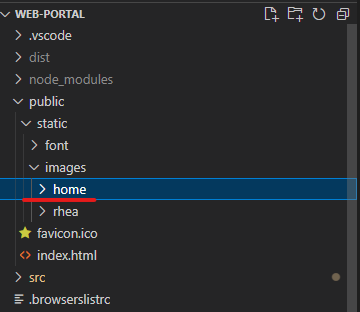 WEB-PORTAL
.vscode
dist
node_modules
public
static
font
images
home
rhea
favicon.ico
index.html
src
.browserslistrc